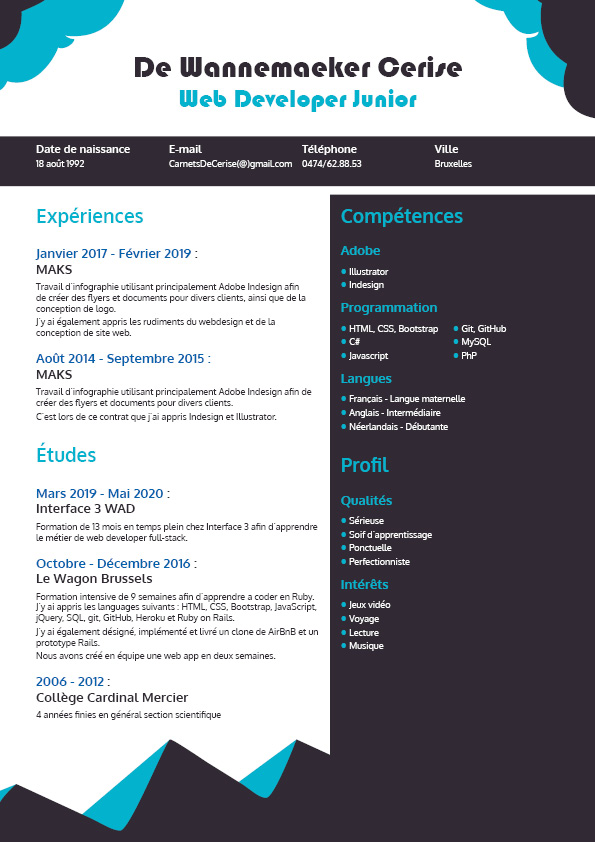 De Wannemaeker Cerise
Web Developer Junior
Date de naissance
18 août 1992
E-mail
CarnetsDeCerise(@)gmail.com
Téléphone
0474/62.88.53
Ville
Bruxelles
Expériences
Janvier 2017 - Février 2019 :
MAKS
Travail d'infographie utilisant principalement Adobe Indesign afin
de créer des flyers et documents pour divers clients, ainsi que de la
conception de logo.
J'y ai également appris les rudiments du webdesign et de la
conception de site web.
Août 2014 - Septembre 2015 :
MAKS
Travail d'infographie utilisant principalement Adobe Indesign afin de
créer des flyers et documents pour divers clients.
C'est lors de ce contrat que j'ai appris Indesign et Illustrator.
Études
Mars 2019 - Mai 2020 :
Interface 3 WAD
Formation de 13 mois en temps plein chez Interface 3 afin d'apprendre
le métier de web developer full-stack.
Octobre - Décembre 2016 :
Le Wagon Brussels
Formation intensive de 9 semaines afin d'apprendre a coder en Ruby.
J'y ai appris les languages suivants : HTML, CSS, Bootstrap, JavaScript,
jQuery, SQL, git, GitHub, Heroku et Ruby on Rails.
J'y ai également désigné, implémenté et livré un clone de AirBnB et un
prototype Rails.
Nous avons créé en équipe une web app en deux semaines.
2006 - 2012 :
Collège Cardinal Mercier
4 années finies en général section scientifique
Compétences
Adobe
• Illustrator
• Indesign
Programmation
• HTML, CSS, Bootstrap
• C#
• Javascript
• Git, GitHub
• MySQL
• PhP
Langues
• Français - Langue maternelle
• Anglais - Intermédiaire
• Néerlandais - Débutante
Profil
Qualités
• Sérieuse
• Soif d'apprentissage
• Ponctuelle
• Perfectionniste
Intérêts
• Jeux vidéo
• Voyage
• Lecture
• Musique